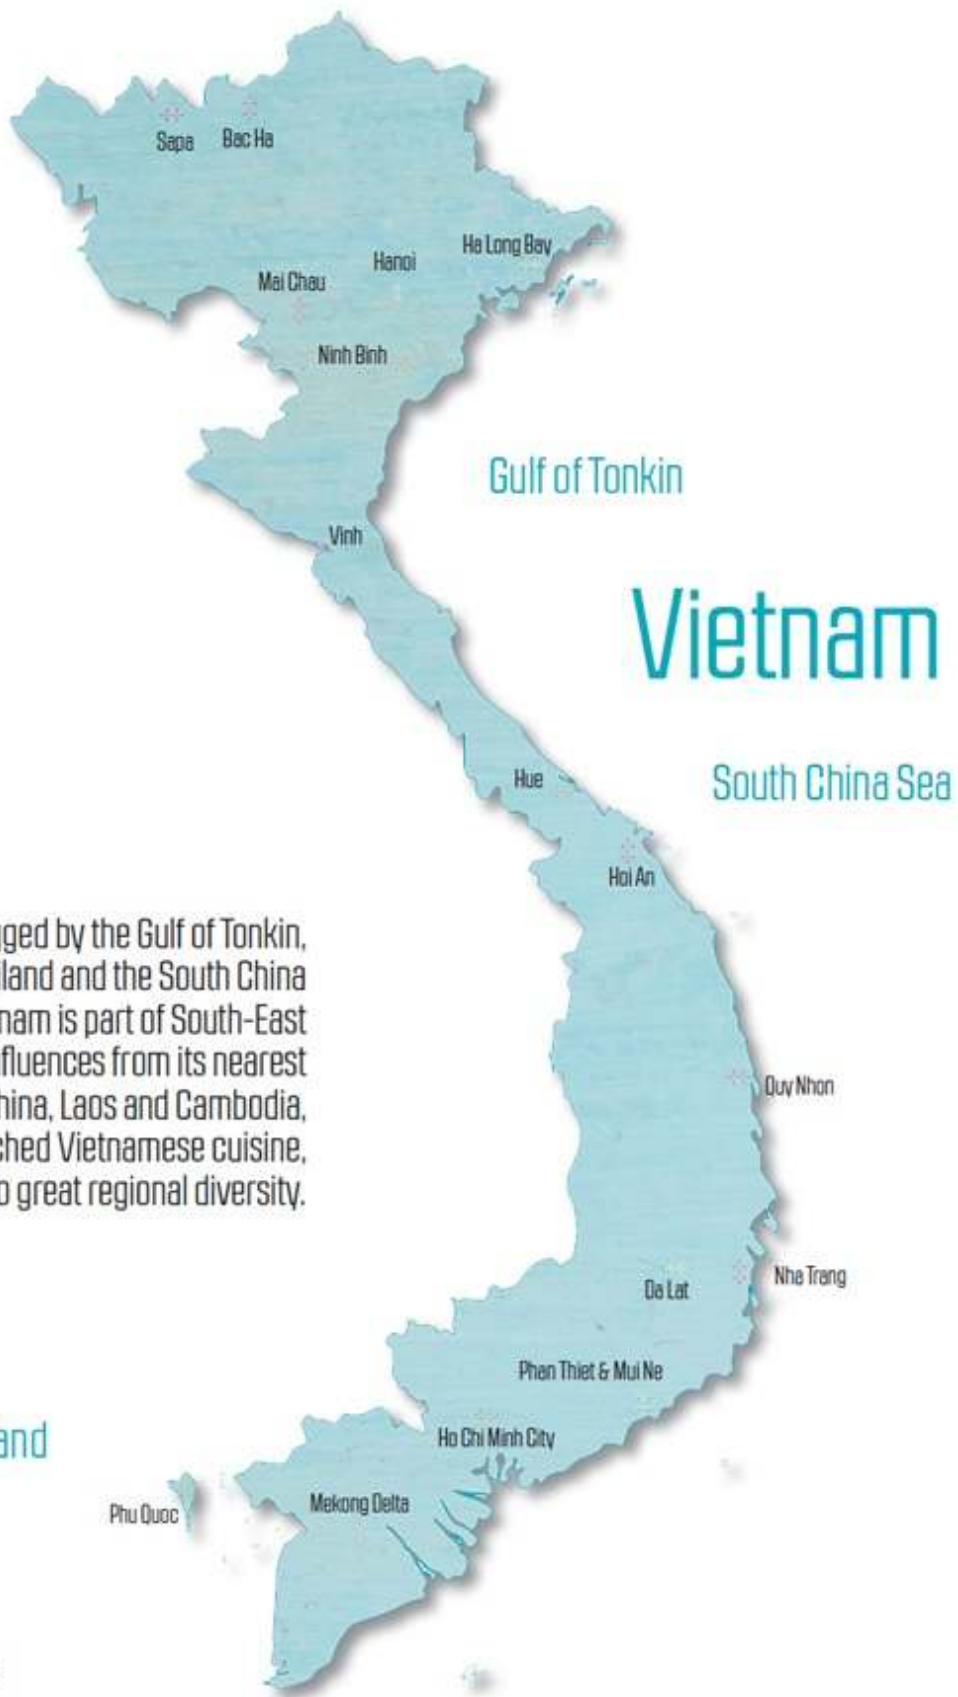 Sapa
Bac Ha
Ha Long Bay
Hanoi
Mai Chau
Ninh Binh
Gulf of Tonkin
Vinh
Vietnam
Hue
South China Sea
Hoi An
ged by the Gulf of Tonkin,
iland and the South China
nam is part of South-East
fluences from its nearest
hina, Laos and Cambodia,
ched Vietnamese cuisine,
o great regional diversity.
Quy Nhon
Nha Trang
Da Lat
Phan Thiet & Mui Ne
Ho Chi Minh City
and
Mekong Delta
Phu Quoc